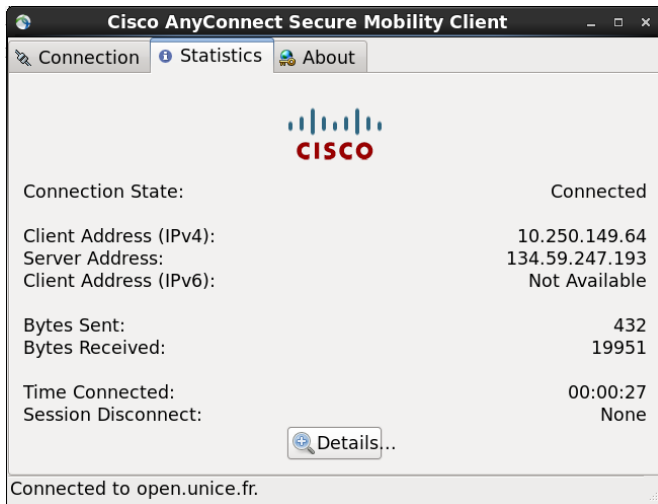 Cisco AnyConnect Secure Mobility Client
Connection Statistics About
CISCO
Connection State: Connected
Client Address (IPv4): 10.250.149.64
Server Address: 134.59.247.193
Client Address (IPv6): Not Available
Bytes Sent: 432
Bytes Received: 19951
Time Connected: 00:00:27
Session Disconnect: None
Details...
Connected to open.unice.fr.